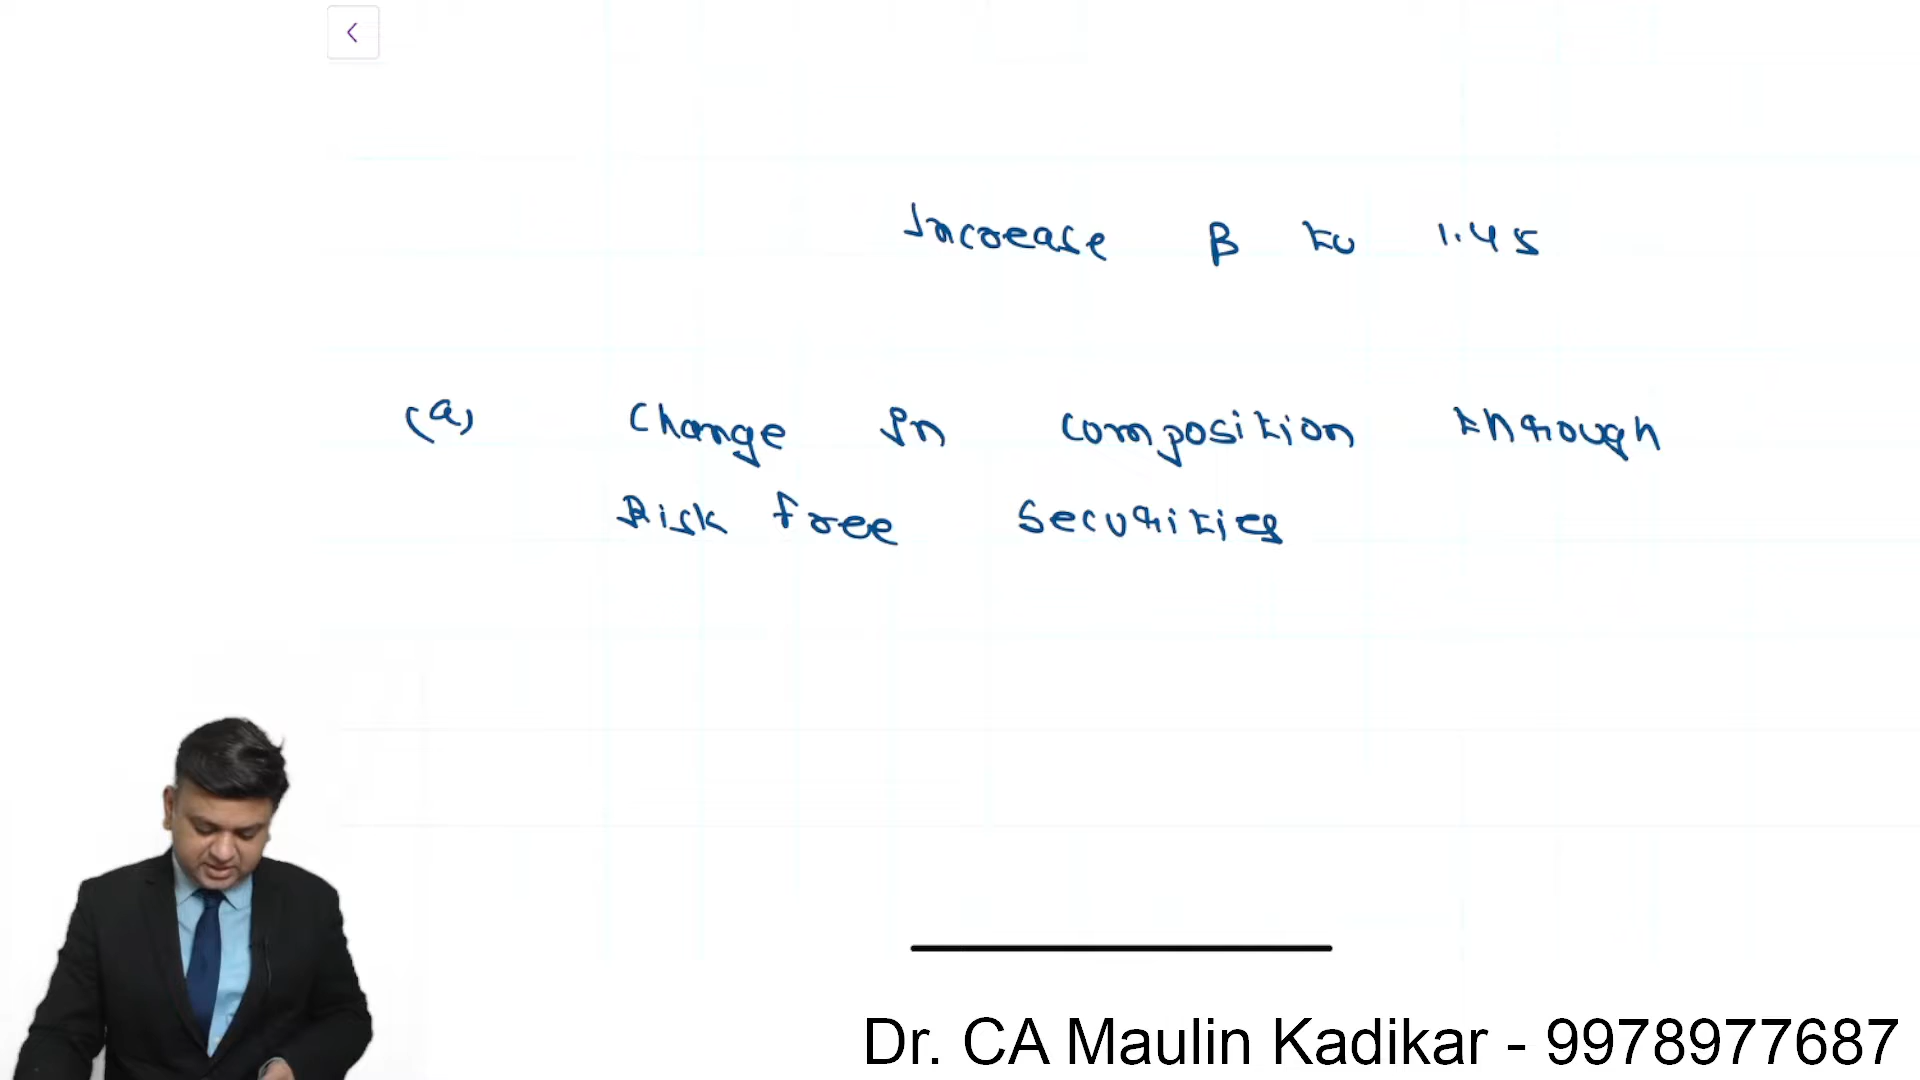 Increase β to 1.45
(a) Change in composition through
Risk free securities
Dr. CA Maulin Kadikar - 9978977687